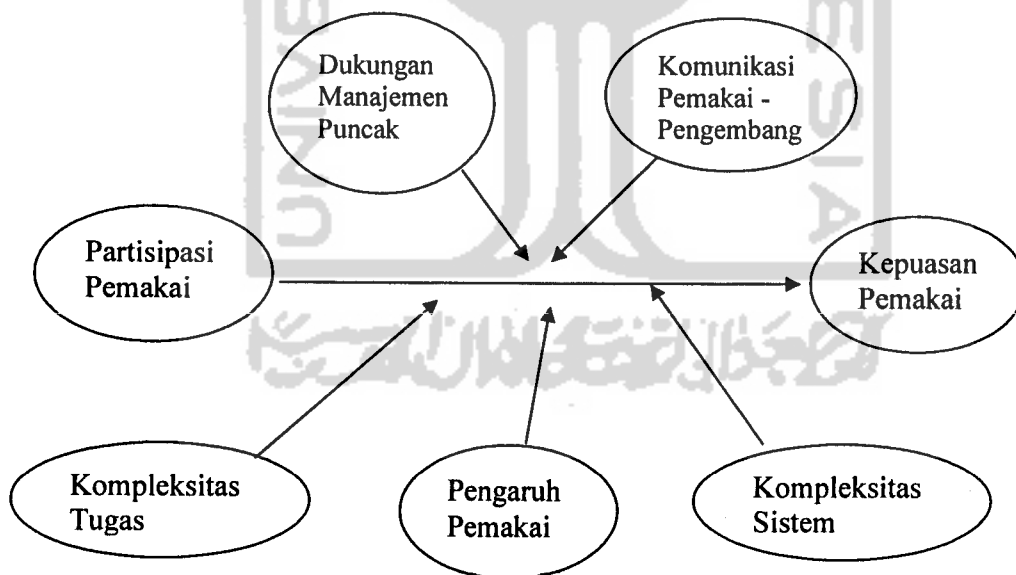 Dukungan
Manajemen
Puncak
Komunikasi
Pemakai -
Pengembang
Partisipasi
Pemakai
Kepuasan
Pemakai
Kompleksitas
Tugas
Pengaruh
Pemakai
Kompleksitas
Sistem